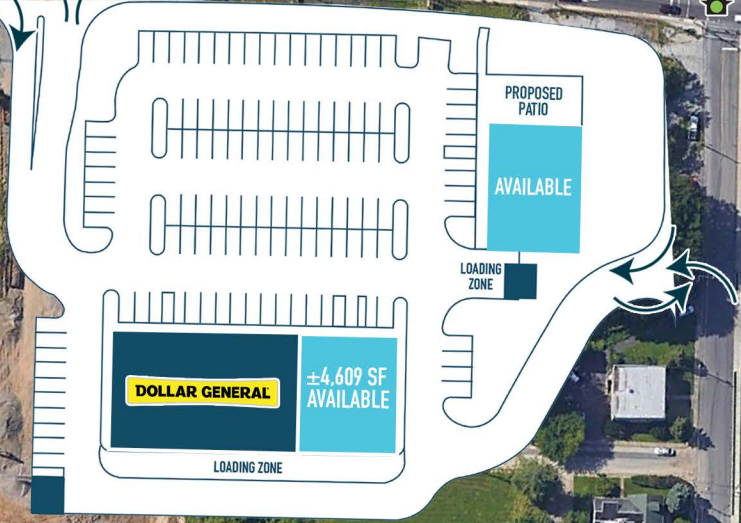 PROPOSED
PATIO
AVAILABLE
LOADING
ZONE
DOLLAR GENERAL
±4,609 SF
AVAILABLE
LOADING ZONE